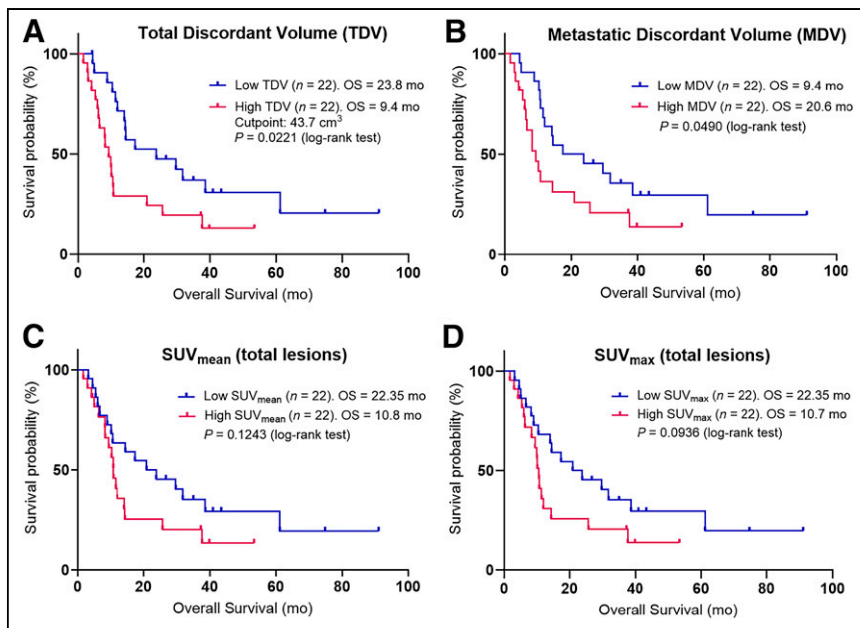 A
Total Discordant Volume (TDV)
100
50
0
Survival probability (%)
Low TDV (n = 22). OS = 23.8 mo
High TDV (n = 22). OS = 9.4 mo
Cutpoint: 43.7 cm³
P = 0.0221 (log-rank test)
0 20 40 60 80 100
Overall Survival (mo)
B
Metastatic Discordant Volume (MDV)
100
50
0
Survival probability (%)
Low MDV (n = 22). OS = 9.4 mo
High MDV (n = 22). OS = 20.6 mo
P = 0.0490 (log-rank test)
0 20 40 60 80 100
Overall Survival (mo)
C
SUVmean (total lesions)
100
50
0
Survival probability (%)
Low SUVmean (n = 22). OS = 22.35 mo
High SUVmean (n = 22). OS = 10.8 mo
P = 0.1243 (log-rank test)
0 20 40 60 80 100
Overall Survival (mo)
D
SUVmax (total lesions)
100
50
0
Survival probability (%)
Low SUVmax (n = 22). OS = 22.35 mo
High SUVmax (n = 22). OS = 10.7 mo
P = 0.0936 (log-rank test)
0 20 40 60 80 100
Overall Survival (mo)